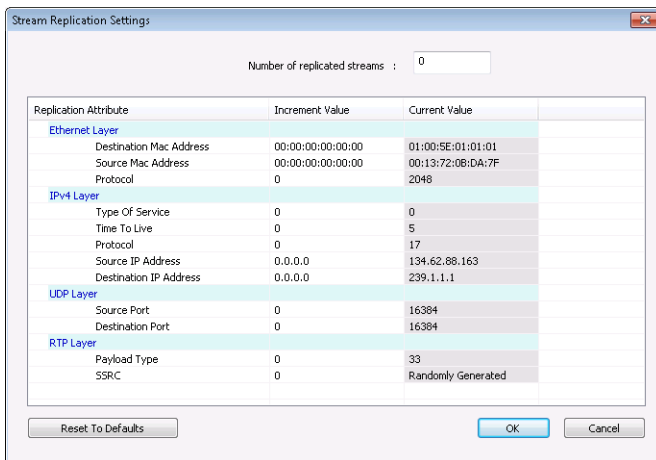 Stream Replication Settings
Number of replicated streams : 0
Replication Attribute Increment Value Current Value
Ethernet Layer
Destination Mac Address 00:00:00:00:00:00 01:00:5E:01:01:01
Source Mac Address 00:00:00:00:00:00 00:13:72:0B:DA:7F
Protocol 0 2048
IPv4 Layer
Type Of Service 0 0
Time To Live 0 5
Protocol 0 17
Source IP Address 0.0.0.0 134.62.88.163
Destination IP Address 0.0.0.0 239.1.1.1
UDP Layer
Source Port 0 16384
Destination Port 0 16384
RTP Layer
Payload Type 0 33
SSRC 0 Randomly Generated
Reset To Defaults OK Cancel